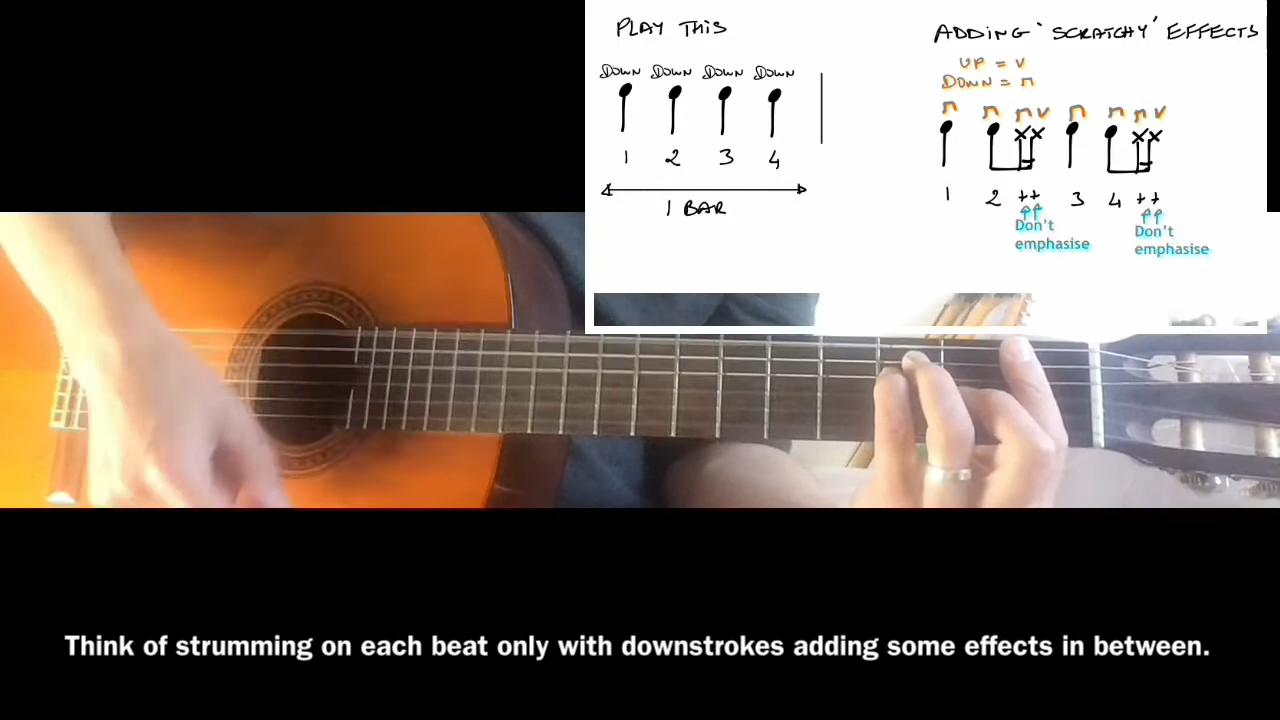 PLAY THIS
DOWN DOWN DOWN DOWN
1 2 3 4
1 BAR
ADDING 'SCRATCHY' EFFECTS
UP = V
DOWN = п
п п п V п п п V
1 2 + + 3 4 + +
Don't
emphasise
Don't
emphasise
Think of strumming on each beat only with downstrokes adding some effects in between.